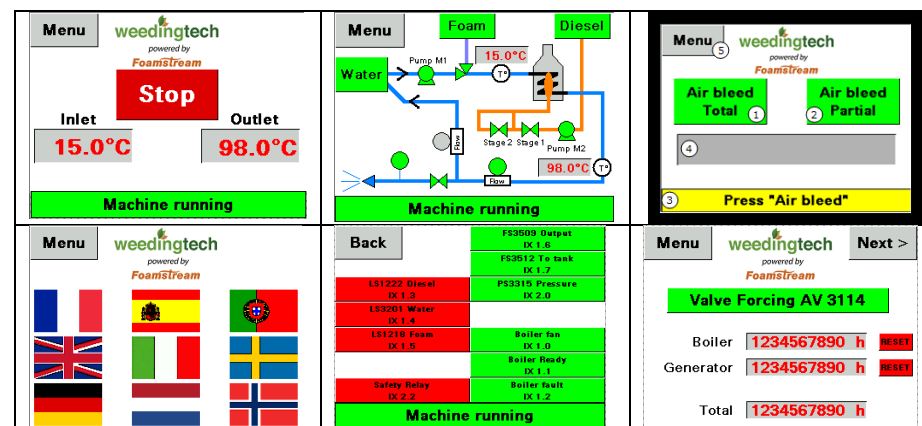 Menu
weedingtech
powered by
Foamstream
Stop
Inlet
Outlet
15.0°C
98.0°C
Machine running
Menu
Foam
Diesel
Water
Pump M1
15.0°C
T°
Flow
Stage 2
Stage 1
Pump M2
98.0°C
T°
Flow
Machine running
Menu
5
weedingtech
powered by
Foamstream
Air bleed
Total
1
Air bleed
2
Partial
4
3
Press "Air bleed"
Menu
weedingtech
powered by
Foamstream
Back
FS3509 Output
IX 1.6
FS3512 To tank
IX 1.7
LS1222 Diesel
IX 1.3
PS3315 Pressure
IX 2.0
LS3201 Water
IX 1.4
LS1219 Foam
IX 1.5
Boiler fan
IX 1.0
Boiler Ready
IX 1.1
Safety Relay
IX 2.2
Boiler fault
IX 1.2
Machine running
Menu
weedingtech
powered by
Foamstream
Next >
Valve Forcing AV 3114
Boiler 1234567890 h RESET
Generator 1234567890 h RESET
Total 1234567890 h